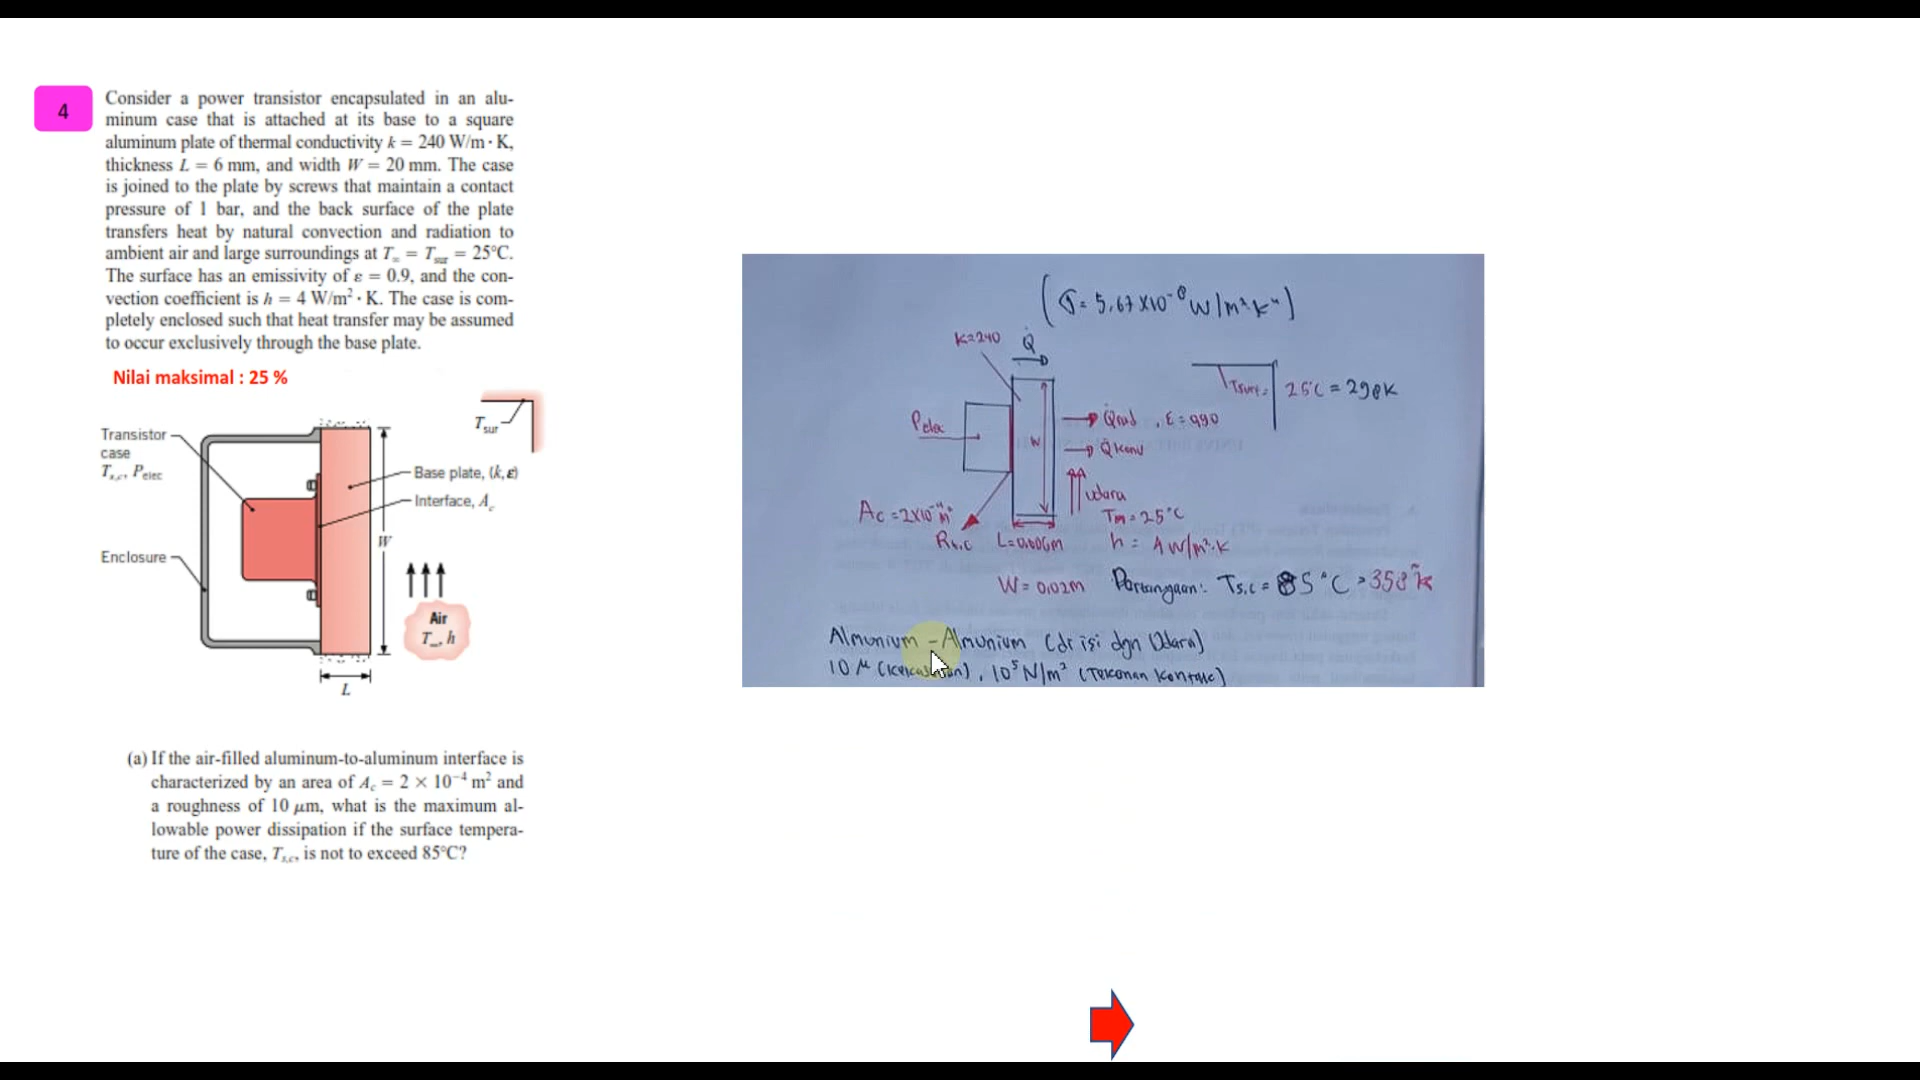 4
Consider a power transistor encapsulated in an alu-
minum case that is attached at its base to a square
aluminum plate of thermal conductivity k = 240 W/m · K,
thickness L = 6 mm, and width W = 20 mm. The case
is joined to the plate by screws that maintain a contact
pressure of 1 bar, and the back surface of the plate
transfers heat by natural convection and radiation to
ambient air and large surroundings at T∞ = Tsur = 25°C.
The surface has an emissivity of ε = 0.9, and the con-
vection coefficient is h = 4 W/m² · K. The case is com-
pletely enclosed such that heat transfer may be assumed
to occur exclusively through the base plate.
Nilai maksimal : 25 %
Tsur
Transistor
case
Ts,c, Pelec
Base plate, (k, ε)
Interface, Ac
W
Enclosure
Air
T∞, h
L
(a) If the air-filled aluminum-to-aluminum interface is
characterized by an area of Ac = 2 × 10⁻⁴ m² and
a roughness of 10 μm, what is the maximum al-
lowable power dissipation if the surface tempera-
ture of the case, Ts,c, is not to exceed 85°C?
(σ = 5,67 x10⁻⁸ W/m²K⁴)
K=240
Q̇
Tsurr = 25°C = 298K
Pelec
Q̇rad , ε = 0,90
W
Q̇konv
udara
Ac = 2x10⁻⁴ m²
T∞ = 25°C
Rt,c L=0.006m h = 4 W/m².K
W = 0.02m Pertanyaan: Ts,c = 85°C = 358°K
Almunium - Almunium (di isi dgn Udara)
10 μ , 10⁵ N/m² (Tekanan Kontak)